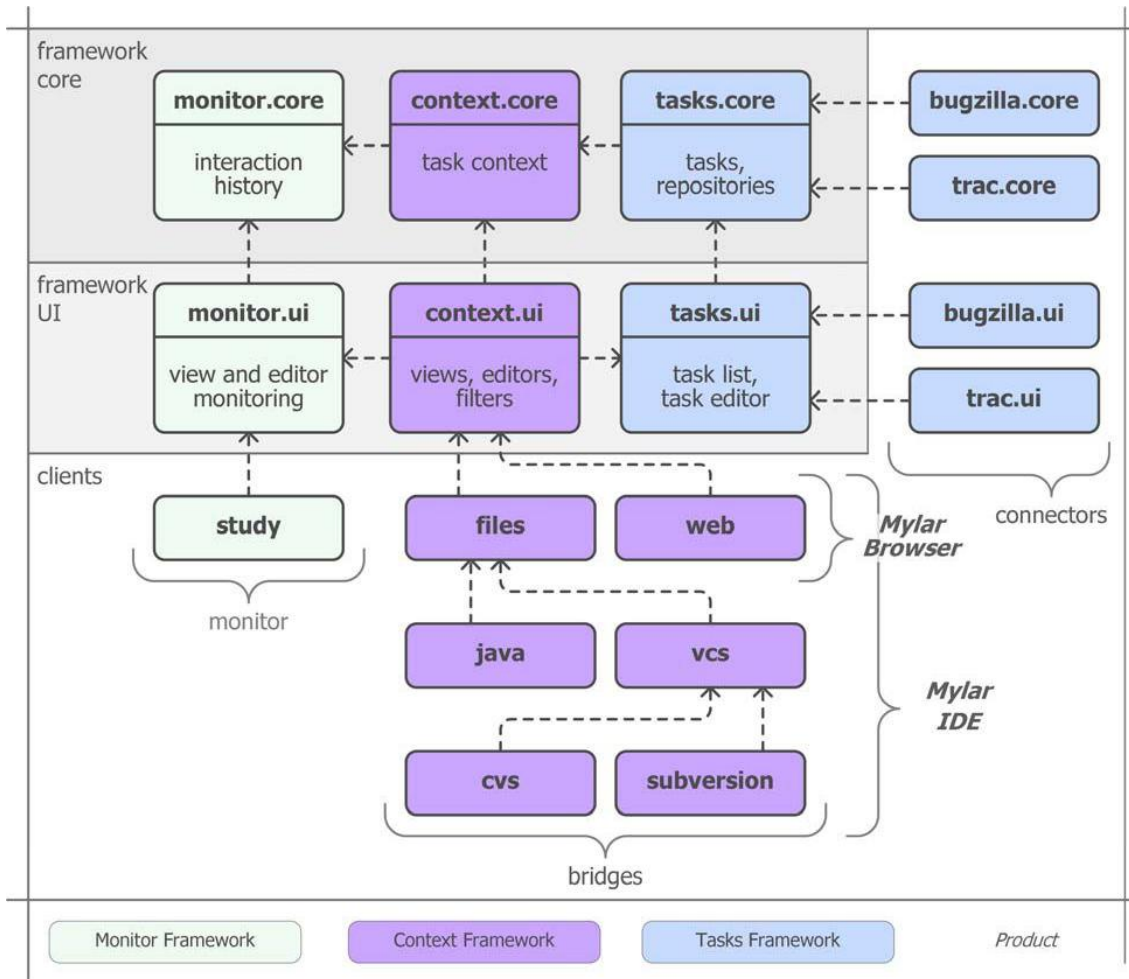 framework
core
monitor.core
interaction
history
context.core
task context
tasks.core
tasks,
repositories
bugzilla.core
trac.core
framework
UI
monitor.ui
view and editor
monitoring
context.ui
views, editors,
filters
tasks.ui
task list,
task editor
bugzilla.ui
trac.ui
connectors
clients
study
monitor
files
web
Mylar
Browser
java
vcs
Mylar
IDE
cvs
subversion
bridges
Monitor Framework
Context Framework
Tasks Framework
Product